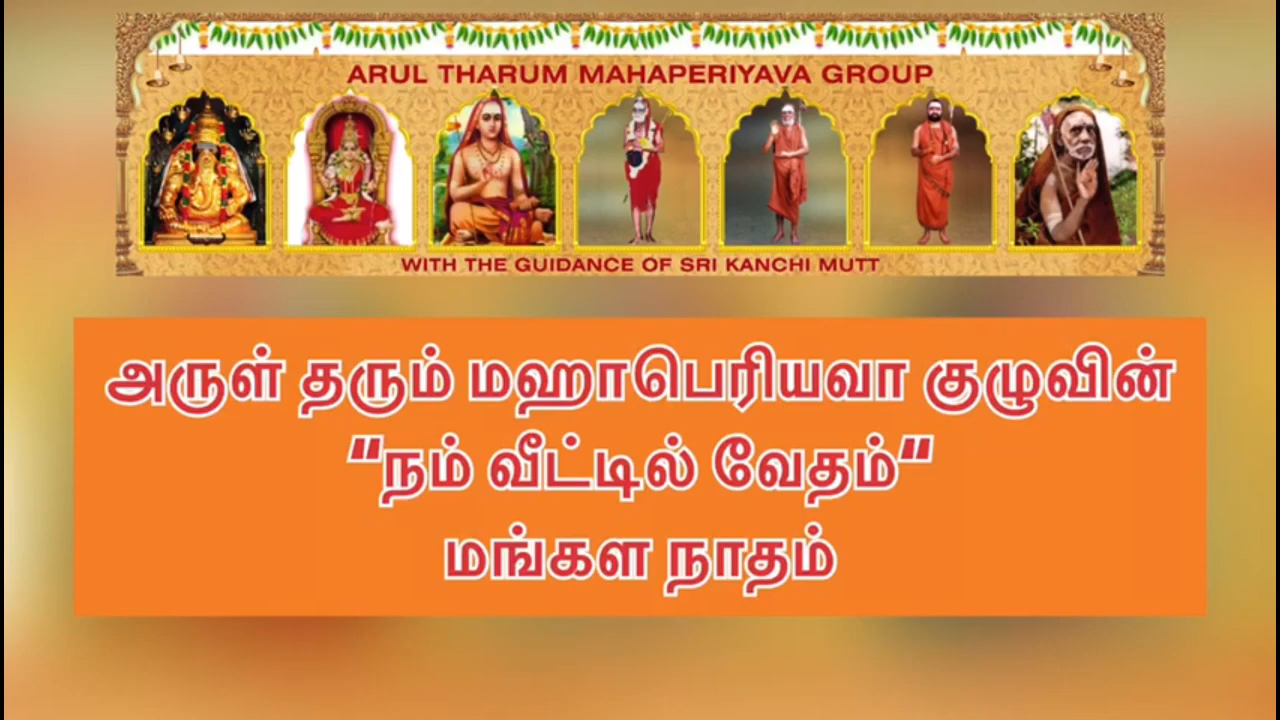 ARUL THARUM MAHAPERIYAVA GROUP
WITH THE GUIDANCE OF SRI KANCHI MUTT
அருள் தரும் மஹாபெரியவா குழுவின்
“நம் வீட்டில் வேதம்“
மங்கள நாதம்